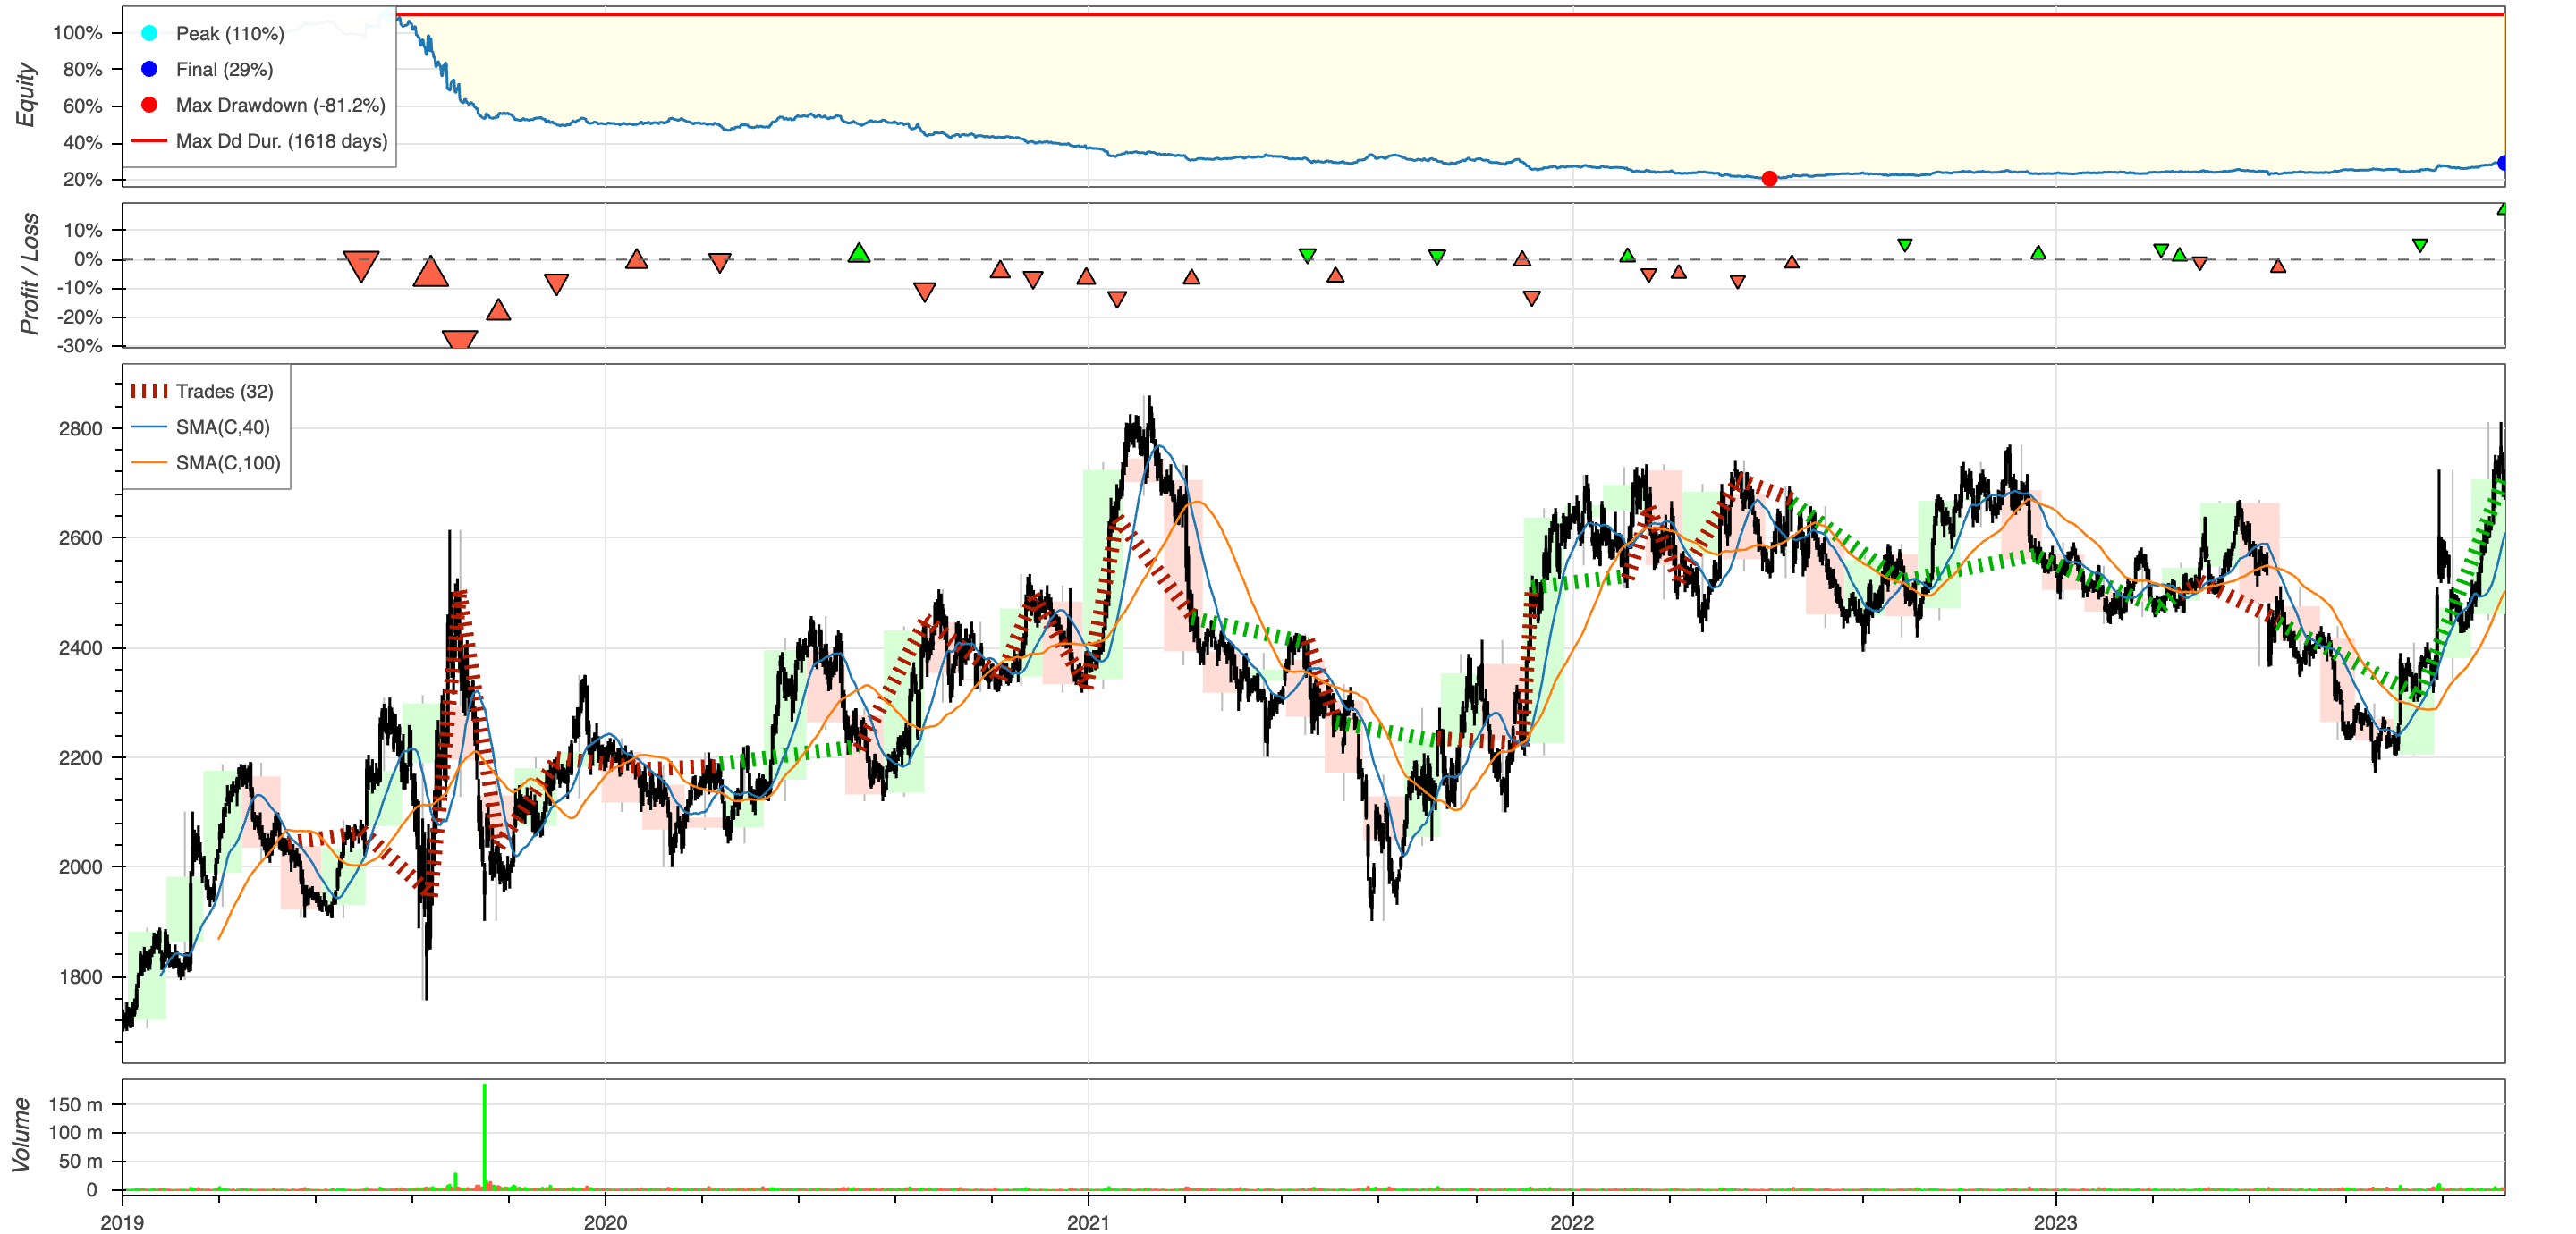 Equity
100%
80%
60%
40%
20%
Peak (110%)
Final (29%)
Max Drawdown (-81.2%)
Max Dd Dur. (1618 days)
Profit / Loss
10%
0%
-10%
-20%
-30%
Trades (32)
SMA(C,40)
SMA(C,100)
2800
2600
2400
2200
2000
1800
Volume
150 m
100 m
50 m
0
2019 2020 2021 2022 2023